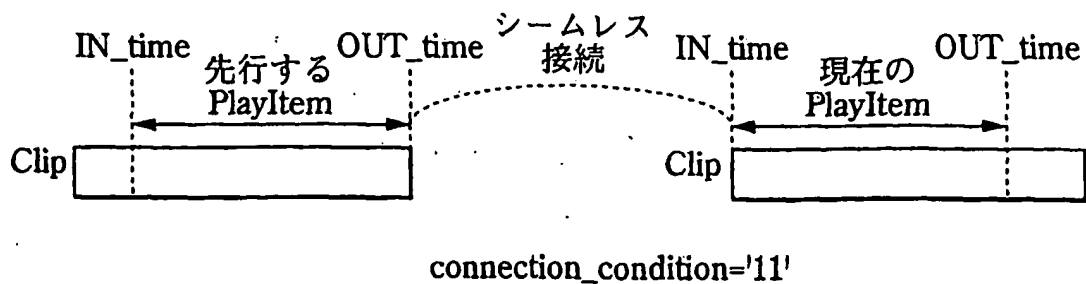 シームレス
接続
IN_time
OUT_time
先行する
PlayItem
IN_time
OUT_time
現在の
PlayItem
Clip
Clip
connection_condition='11'